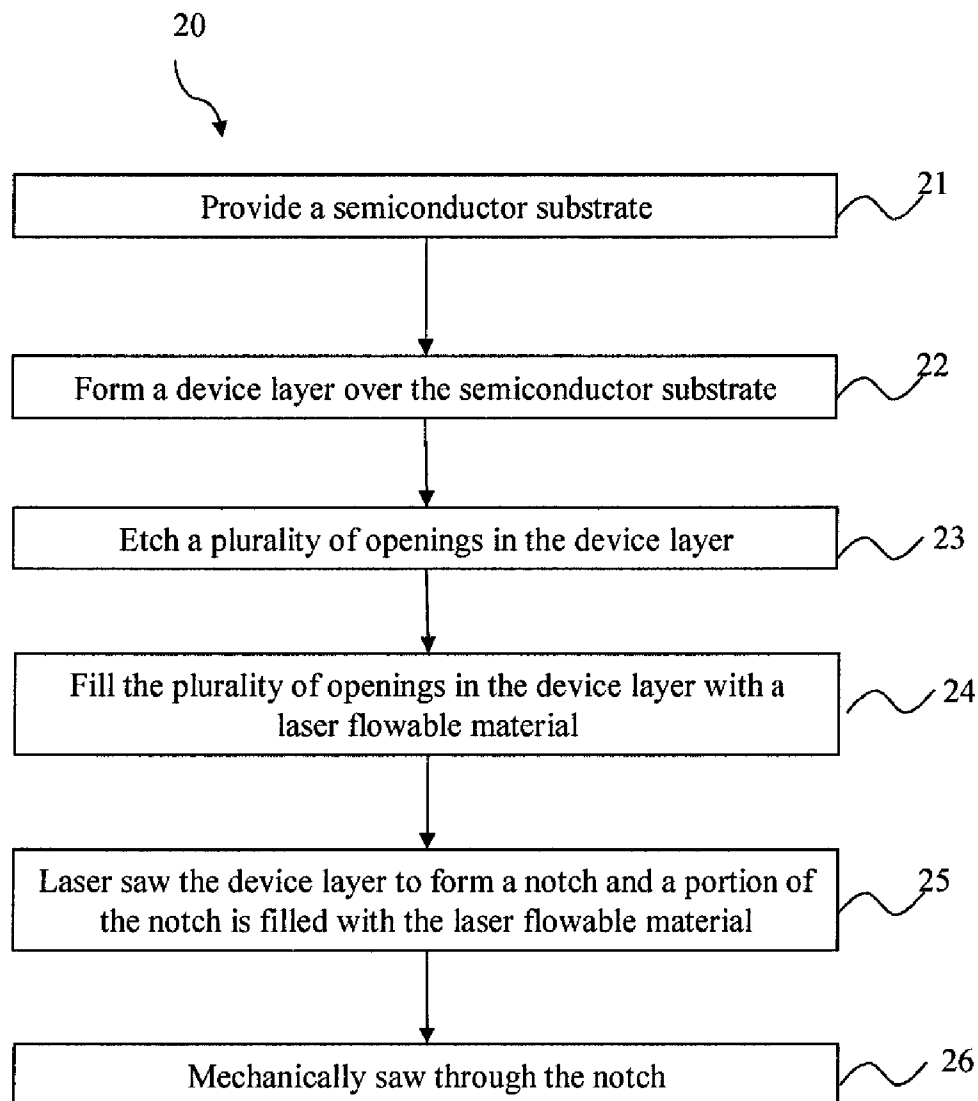 20
Provide a semiconductor substrate
21
Form a device layer over the semiconductor substrate
22
Etch a plurality of openings in the device layer
23
Fill the plurality of openings in the device layer with a
laser flowable material
24
Laser saw the device layer to form a notch and a portion of
the notch is filled with the laser flowable material
25
Mechanically saw through the notch
26